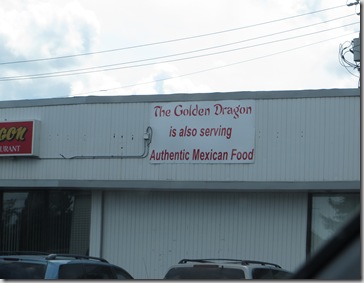 The Golden Dragon
is also serving
Authentic Mexican Food